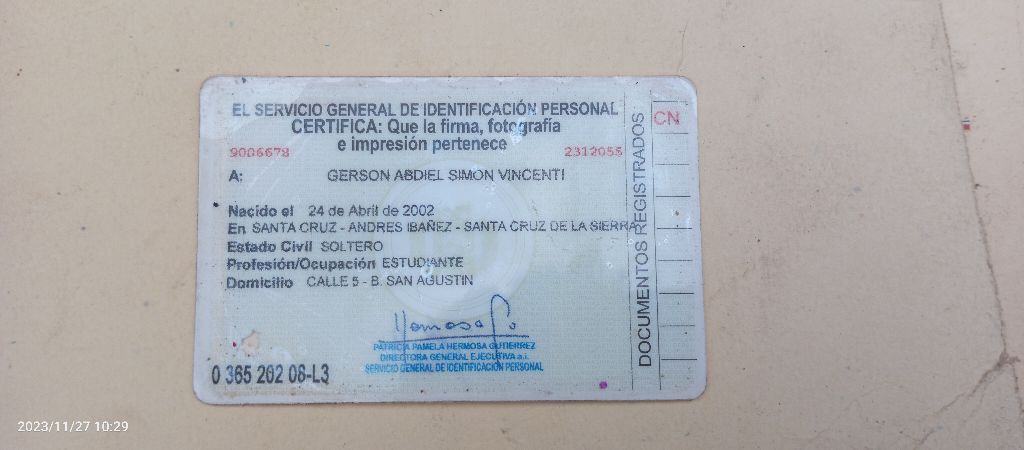 EL SERVICIO GENERAL DE IDENTIFICACIÓN PERSONAL
CERTIFICA: Que la firma, fotografía
e impresión pertenece
9006678 2312055
A: GERSON ABDIEL SIMON VINCENTI
Nacido el 24 de Abril de 2002
En SANTA CRUZ - ANDRES IBAÑEZ - SANTA CRUZ DE LA SIERRA
Estado Civil SOLTERO
Profesión/Ocupación ESTUDIANTE
Domicilio CALLE 5 - B. SAN AGUSTIN
PATRICIA PAMELA HERMOSA GUTIERREZ
DIRECTORA GENERAL EJECUTIVA a.i.
SERVICIO GENERAL DE IDENTIFICACIÓN PERSONAL
0 365 202 08-L3
DOCUMENTOS REGISTRADOS
CN
2023/11/27 10:29